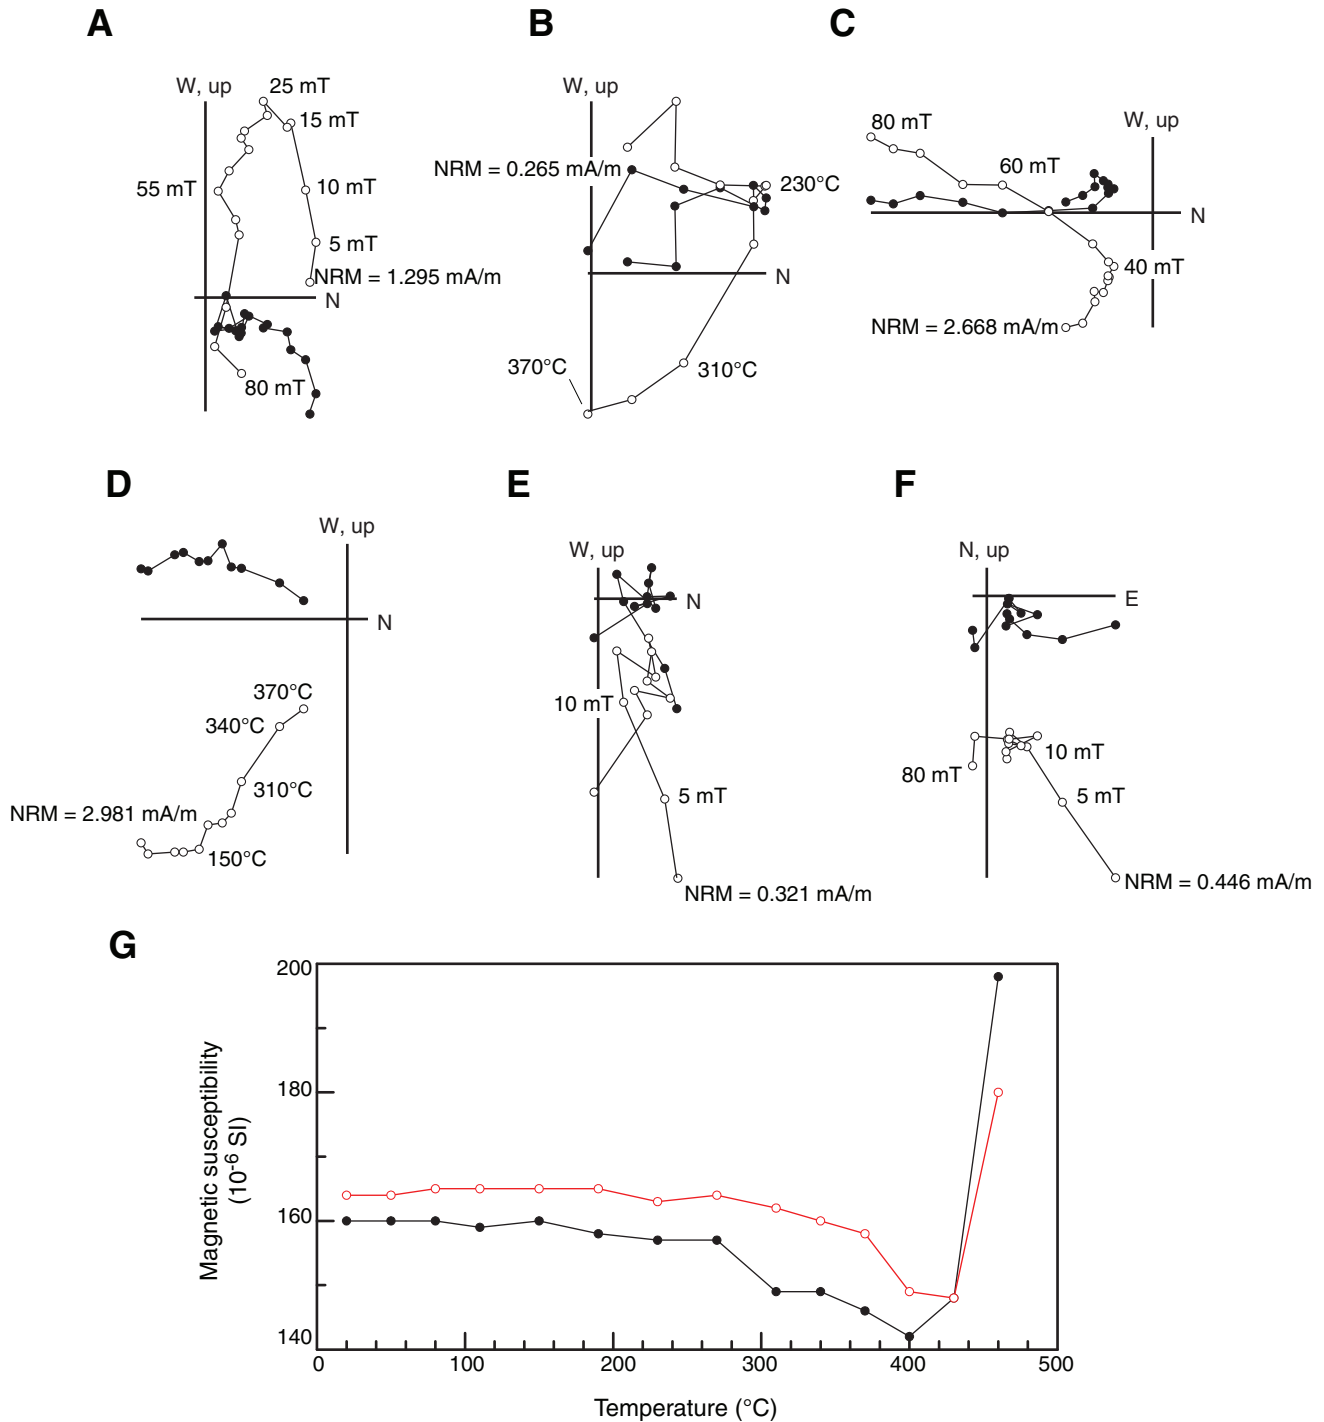 A
B
C
W, up
25 mT
15 mT
55 mT
10 mT
5 mT
NRM = 1.295 mA/m
N
80 mT
W, up
NRM = 0.265 mA/m
230°C
N
370°C
310°C
80 mT
W, up
60 mT
N
40 mT
NRM = 2.668 mA/m
D
E
F
W, up
N
370°C
340°C
310°C
NRM = 2.981 mA/m
150°C
W, up
N
10 mT
5 mT
NRM = 0.321 mA/m
N, up
E
10 mT
80 mT
5 mT
NRM = 0.446 mA/m
G
200
180
160
140
Magnetic susceptibility
(10-6 SI)
0
100
200
300
400
500
Temperature (°C)